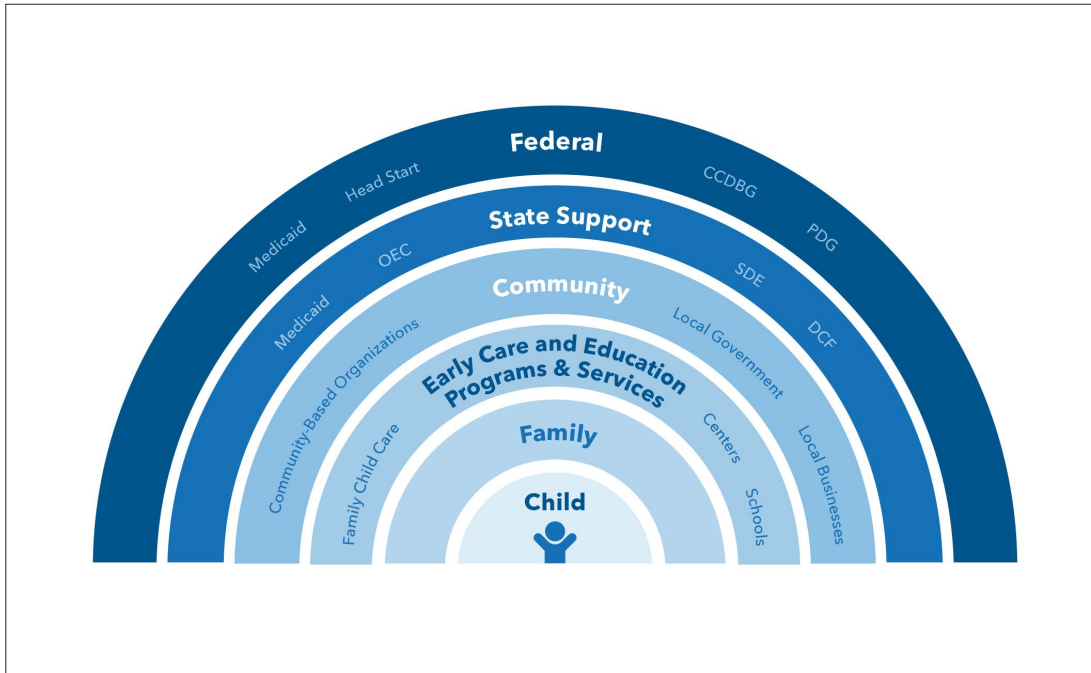 Federal
Medicaid
Head Start
CCDBG
PDG
State Support
Medicaid
OEC
SDE
DCF
Community
Community-Based Organizations
Local Government
Local Businesses
Early Care and Education
Programs & Services
Family Child Care
Centers
Schools
Family
Child